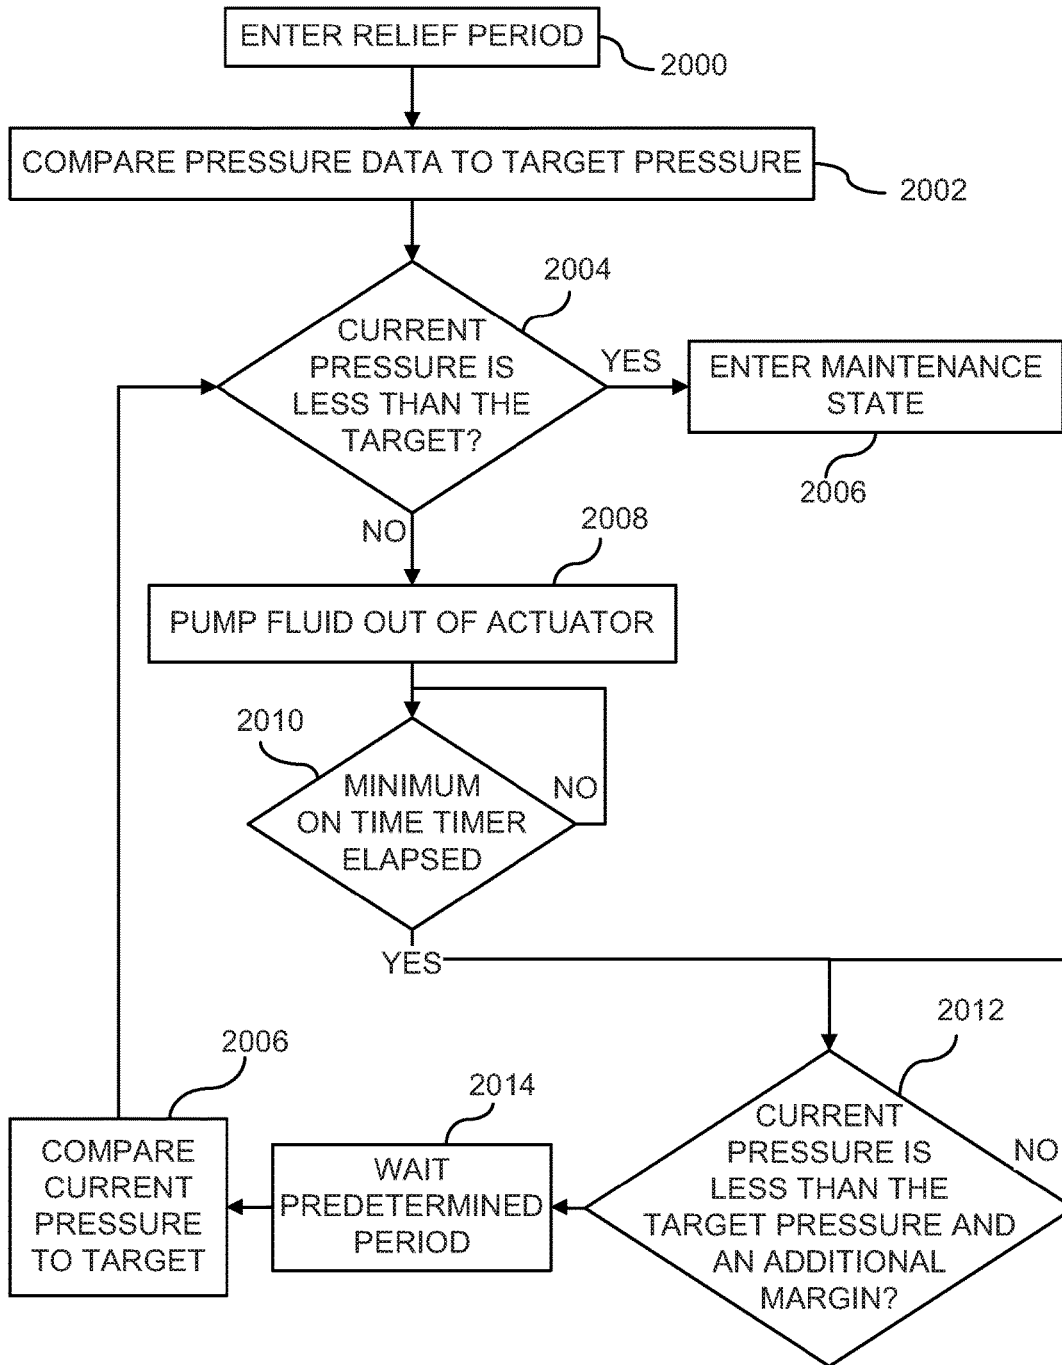 ENTER RELIEF PERIOD
2000
COMPARE PRESSURE DATA TO TARGET PRESSURE
2002
2004
CURRENT
PRESSURE IS
LESS THAN THE
TARGET?
YES
ENTER MAINTENANCE
STATE
2006
NO
2008
PUMP FLUID OUT OF ACTUATOR
2010
MINIMUM
ON TIME TIMER
ELAPSED
NO
YES
2012
CURRENT
PRESSURE IS
LESS THAN THE
TARGET PRESSURE AND
AN ADDITIONAL
MARGIN?
NO
2014
WAIT
PREDETERMINED
PERIOD
2006
COMPARE
CURRENT
PRESSURE
TO TARGET